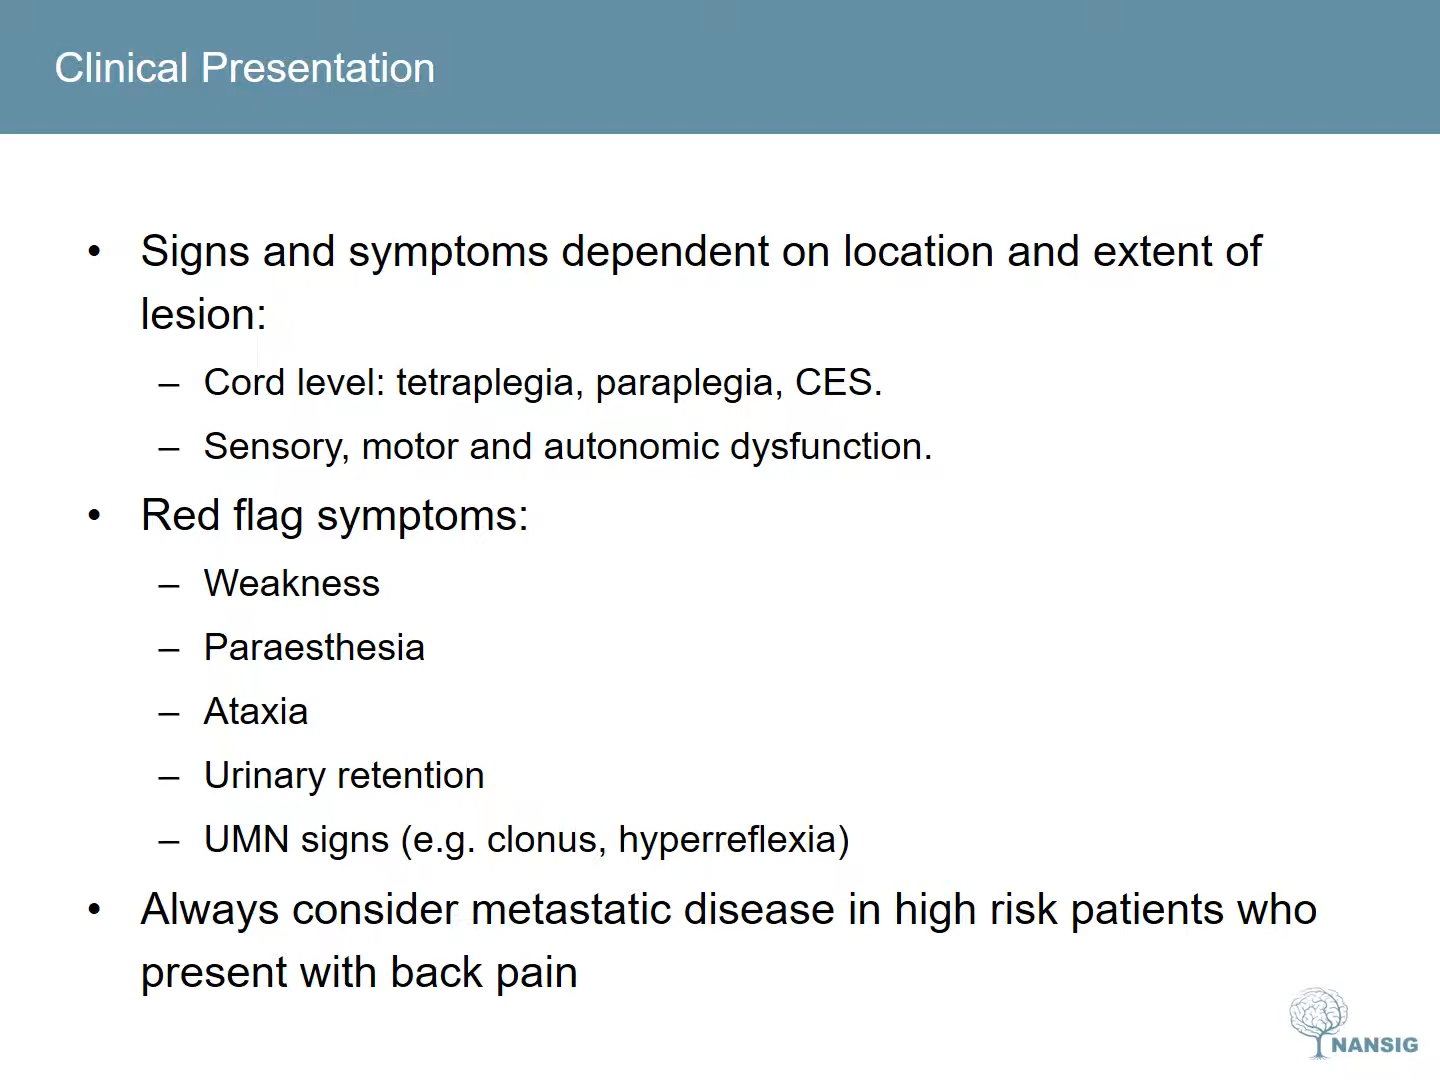 Clinical Presentation
• Signs and symptoms dependent on location and extent of
lesion:
– Cord level: tetraplegia, paraplegia, CES.
– Sensory, motor and autonomic dysfunction.
• Red flag symptoms:
– Weakness
– Paraesthesia
– Ataxia
– Urinary retention
– UMN signs (e.g. clonus, hyperreflexia)
• Always consider metastatic disease in high risk patients who
present with back pain
NANSIG